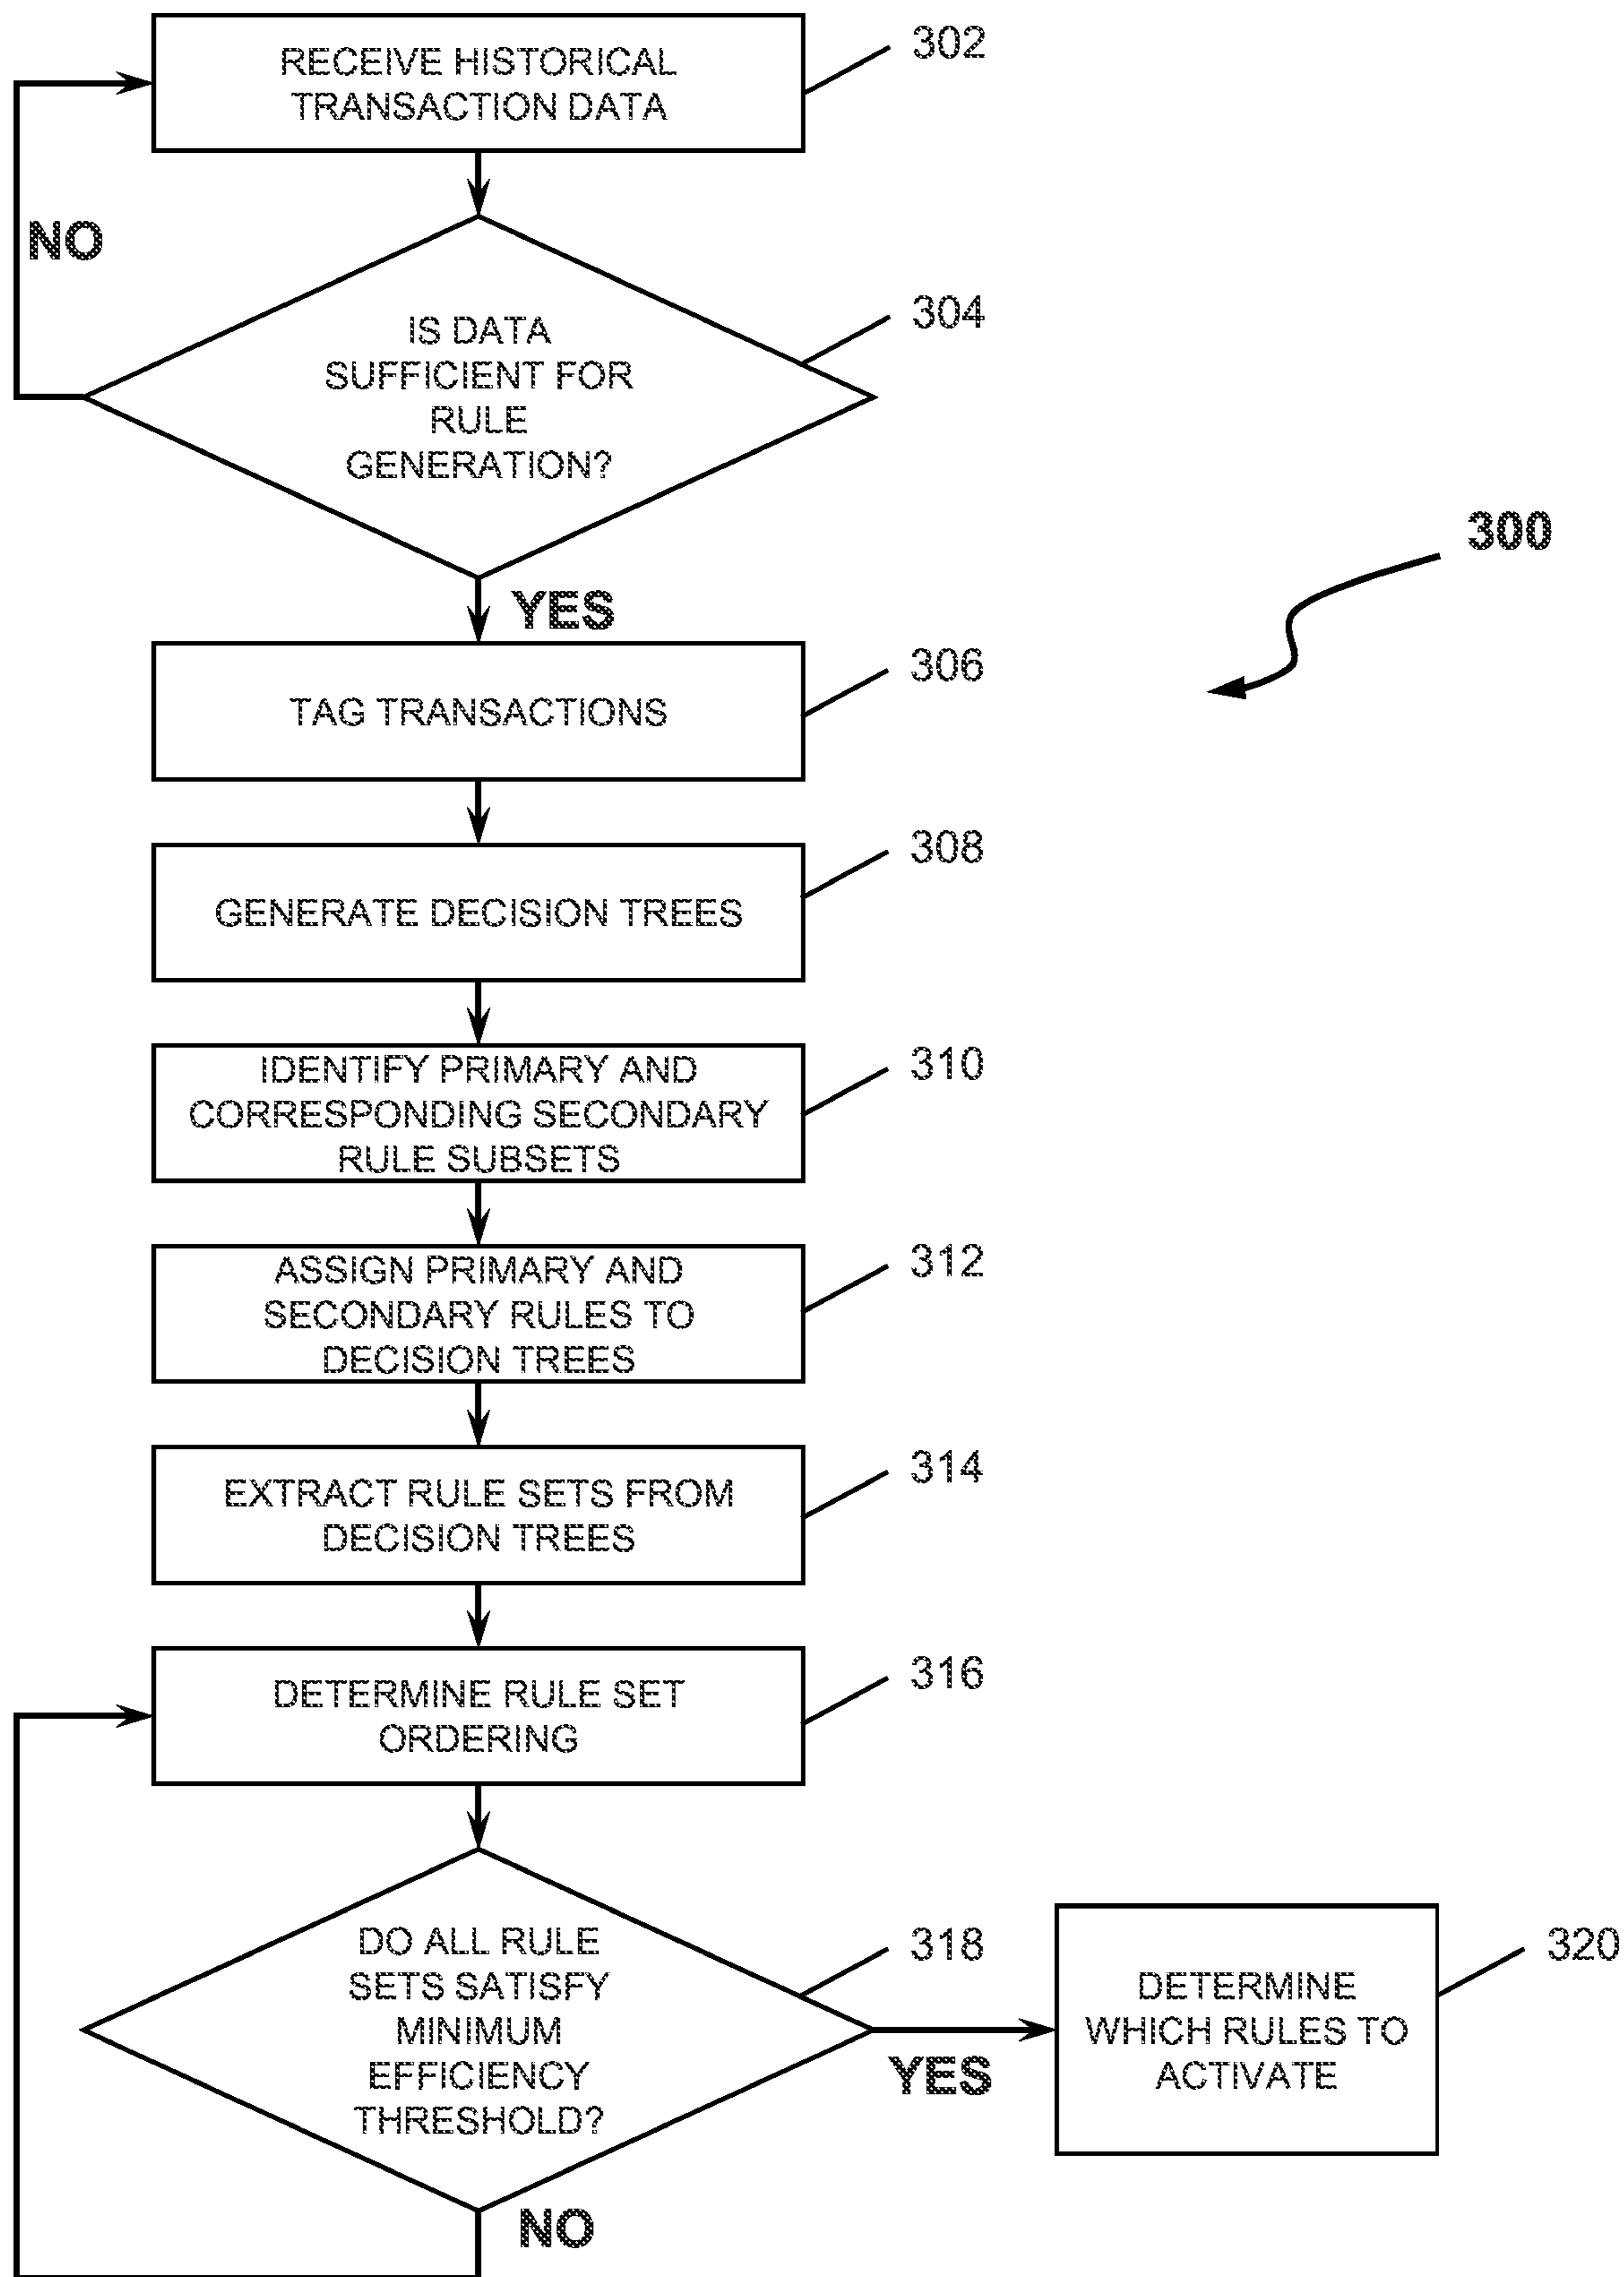 RECEIVE HISTORICAL
TRANSACTION DATA
302
NO
IS DATA
SUFFICIENT FOR
RULE
GENERATION?
304
300
YES
TAG TRANSACTIONS
306
GENERATE DECISION TREES
308
IDENTIFY PRIMARY AND
CORRESPONDING SECONDARY
RULE SUBSETS
310
ASSIGN PRIMARY AND
SECONDARY RULES TO
DECISION TREES
312
EXTRACT RULE SETS FROM
DECISION TREES
314
DETERMINE RULE SET
ORDERING
316
DO ALL RULE
SETS SATISFY
MINIMUM
EFFICIENCY
THRESHOLD?
318
YES
DETERMINE
WHICH RULES TO
ACTIVATE
320
NO